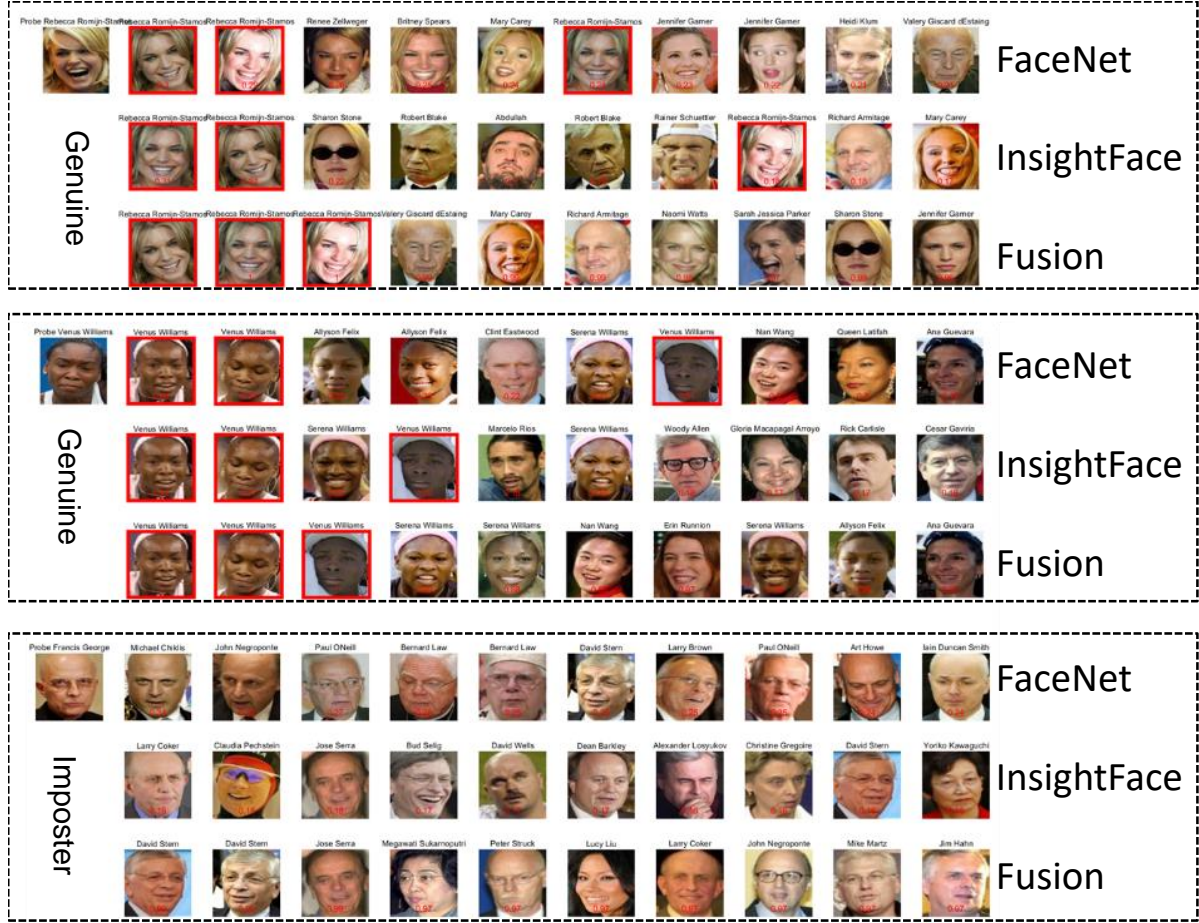 Probe Rebecca Romijn-Stamos Rebecca Romijn-Stamos Rebecca Romijn-Stamos Renee Zellweger Britney Spears Mary Carey Rebecca Romijn-Stamos Jennifer Garner Jennifer Garner Heidi Klum Valery Giscard dEstaing
FaceNet
Genuine
Rebecca Romijn-Stamos Rebecca Romijn-Stamos Sharon Stone Robert Blake Abdullah Robert Blake Rainer Schuettler Rebecca Romijn-Stamos Richard Armitage Mary Carey
InsightFace
Rebecca Romijn-Stamos Rebecca Romijn-Stamos Rebecca Romijn-Stamos Valery Giscard dEstaing Mary Carey Richard Armitage Naomi Watts Sarah Jessica Parker Sharon Stone Jennifer Garner
Fusion
Probe Venus Williams Venus Williams Venus Williams Allyson Felix Allyson Felix Clint Eastwood Serena Williams Venus Williams Nan Wang Queen Latifah Ana Guevara
FaceNet
Genuine
Venus Williams Venus Williams Serena Williams Venus Williams Marcelo Rios Serena Williams Woody Allen Gloria Macapagal Arroyo Rick Carlisle Cesar Gaviria
InsightFace
Venus Williams Venus Williams Venus Williams Serena Williams Serena Williams Nan Wang Erin Runnion Serena Williams Allyson Felix Ana Guevara
Fusion
Probe Francis George Michael Chiklis John Negroponte Paul ONeill Bernard Law Bernard Law David Stern Larry Brown Paul ONeill Art Howe Iain Duncan Smith
FaceNet
Imposter
Larry Coker Claudia Pechstein Jose Serra Bud Selig David Wells Dean Barkley Alexander Losyukov Christine Gregoire David Stern Yoriko Kawaguchi
InsightFace
David Stern David Stern Jose Serra Megawati Sukarnoputri Peter Struck Lucy Liu Larry Coker John Negroponte Mike Martz Jim Hahn
Fusion